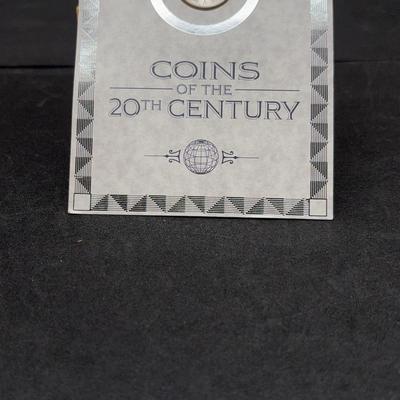 COINS
OF THE
20TH CENTURY